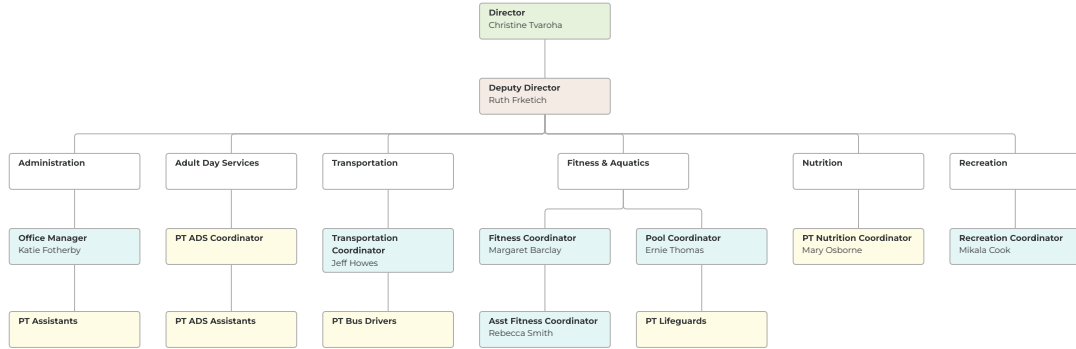 Director
Christine Tvaroha
Deputy Director
Ruth Frketich
Administration
Adult Day Services
Transportation
Fitness & Aquatics
Nutrition
Recreation
Office Manager
Katie Fotherby
PT ADS Coordinator
Transportation
Coordinator
Jeff Howes
Fitness Coordinator
Margaret Barclay
Pool Coordinator
Ernie Thomas
PT Nutrition Coordinator
Mary Osborne
Recreation Coordinator
Mikala Cook
PT Assistants
PT ADS Assistants
PT Bus Drivers
Asst Fitness Coordinator
Rebecca Smith
PT Lifeguards